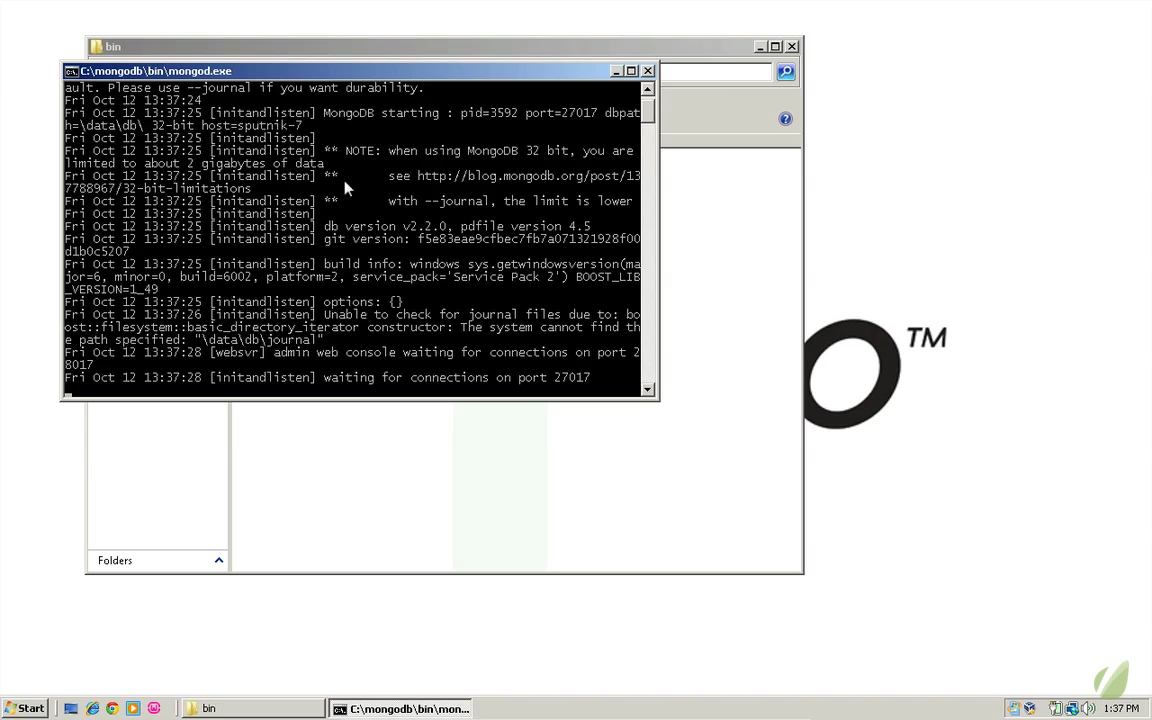 bin
C:\mongodb\bin\mongod.exe
ault. Please use --journal if you want durability.
Fri Oct 12 13:37:24
Fri Oct 12 13:37:25 [initandlisten] MongoDB starting : pid=3592 port=27017 dbpat
h=\data\db\ 32-bit host=sputnik-7
Fri Oct 12 13:37:25 [initandlisten]
Fri Oct 12 13:37:25 [initandlisten] ** NOTE: when using MongoDB 32 bit, you are
limited to about 2 gigabytes of data
Fri Oct 12 13:37:25 [initandlisten] **       see http://blog.mongodb.org/post/13
7788967/32-bit-limitations
Fri Oct 12 13:37:25 [initandlisten] **       with --journal, the limit is lower
Fri Oct 12 13:37:25 [initandlisten]
Fri Oct 12 13:37:25 [initandlisten] db version v2.2.0, pdfile version 4.5
Fri Oct 12 13:37:25 [initandlisten] git version: f5e83eae9cfbec7fb7a071321928f00
d1b0c5207
Fri Oct 12 13:37:25 [initandlisten] build info: windows sys.getwindowsversion(ma
jor=6, minor=0, build=6002, platform=2, service_pack='Service Pack 2') BOOST_LIB
_VERSION=1_49
Fri Oct 12 13:37:25 [initandlisten] options: {}
Fri Oct 12 13:37:26 [initandlisten] Unable to check for journal files due to: bo
ost::filesystem::basic_directory_iterator constructor: The system cannot find th
e path specified: "\data\db\journal"
Fri Oct 12 13:37:28 [websvr] admin web console waiting for connections on port 2
8017
Fri Oct 12 13:37:28 [initandlisten] waiting for connections on port 27017
O TM
Folders
Start
bin
C:\mongodb\bin\mon...
1:37 PM